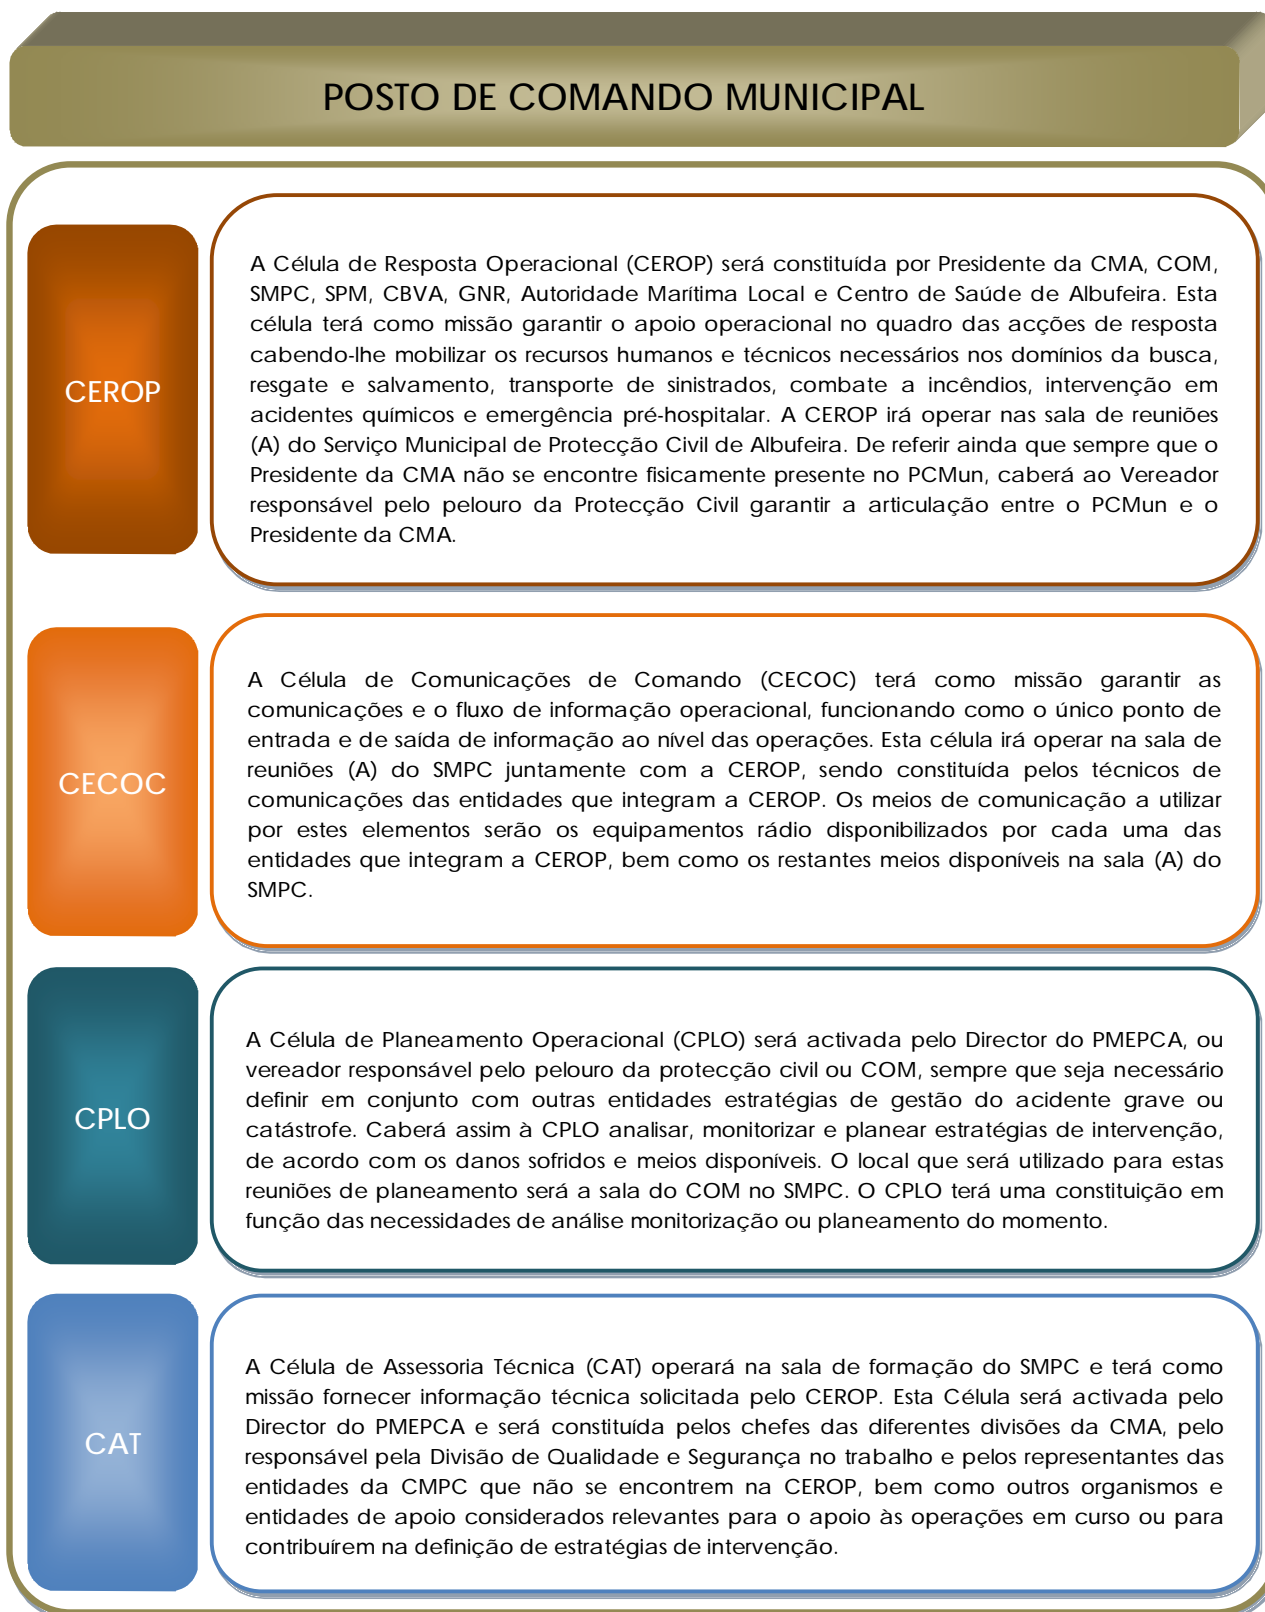 POSTO DE COMANDO MUNICIPAL
CEROP
A Célula de Resposta Operacional (CEROP) será constituída por Presidente da CMA, COM,
SMPC, SPM, CBVA, GNR, Autoridade Marítima Local e Centro de Saúde de Albufeira. Esta
célula terá como missão garantir o apoio operacional no quadro das acções de resposta
cabendo-lhe mobilizar os recursos humanos e técnicos necessários nos domínios da busca,
resgate e salvamento, transporte de sinistrados, combate a incêndios, intervenção em
acidentes químicos e emergência pré-hospitalar. A CEROP irá operar nas sala de reuniões
(A) do Serviço Municipal de Protecção Civil de Albufeira. De referir ainda que sempre que o
Presidente da CMA não se encontre fisicamente presente no PCMun, caberá ao Vereador
responsável pelo pelouro da Protecção Civil garantir a articulação entre o PCMun e o
Presidente da CMA.
CECOC
A Célula de Comunicações de Comando (CECOC) terá como missão garantir as
comunicações e o fluxo de informação operacional, funcionando como o único ponto de
entrada e de saída de informação ao nível das operações. Esta célula irá operar na sala de
reuniões (A) do SMPC juntamente com a CEROP, sendo constituída pelos técnicos de
comunicações das entidades que integram a CEROP. Os meios de comunicação a utilizar
por estes elementos serão os equipamentos rádio disponibilizados por cada uma das
entidades que integram a CEROP, bem como os restantes meios disponíveis na sala (A) do
SMPC.
CPLO
A Célula de Planeamento Operacional (CPLO) será activada pelo Director do PMEPCA, ou
vereador responsável pelo pelouro da protecção civil ou COM, sempre que seja necessário
definir em conjunto com outras entidades estratégias de gestão do acidente grave ou
catástrofe. Caberá assim à CPLO analisar, monitorizar e planear estratégias de intervenção,
de acordo com os danos sofridos e meios disponíveis. O local que será utilizado para estas
reuniões de planeamento será a sala do COM no SMPC. O CPLO terá uma constituição em
função das necessidades de análise monitorização ou planeamento do momento.
CAT
A Célula de Assessoria Técnica (CAT) operará na sala de formação do SMPC e terá como
missão fornecer informação técnica solicitada pelo CEROP. Esta Célula será activada pelo
Director do PMEPCA e será constituída pelos chefes das diferentes divisões da CMA, pelo
responsável pela Divisão de Qualidade e Segurança no trabalho e pelos representantes das
entidades da CMPC que não se encontrem na CEROP, bem como outros organismos e
entidades de apoio considerados relevantes para o apoio às operações em curso ou para
contribuírem na definição de estratégias de intervenção.